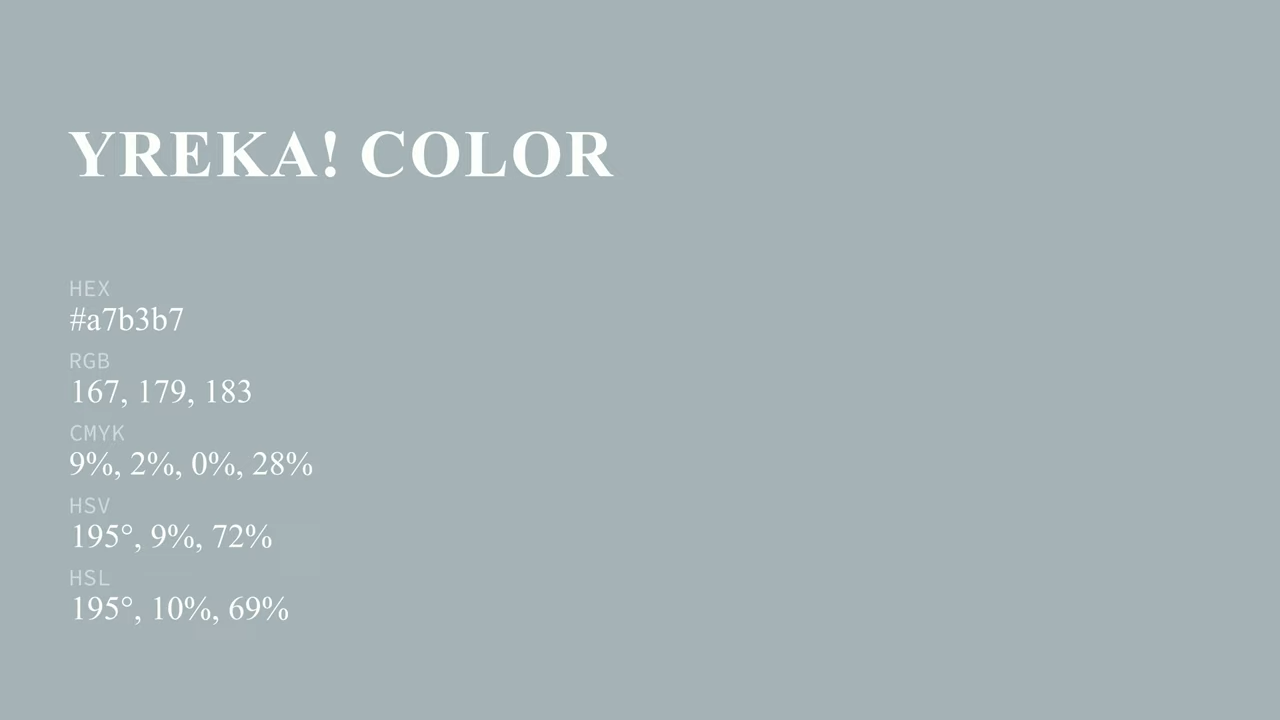 YREKA! COLOR
HEX
#a7b3b7
RGB
167, 179, 183
CMYK
9%, 2%, 0%, 28%
HSV
195°, 9%, 72%
HSL
195°, 10%, 69%